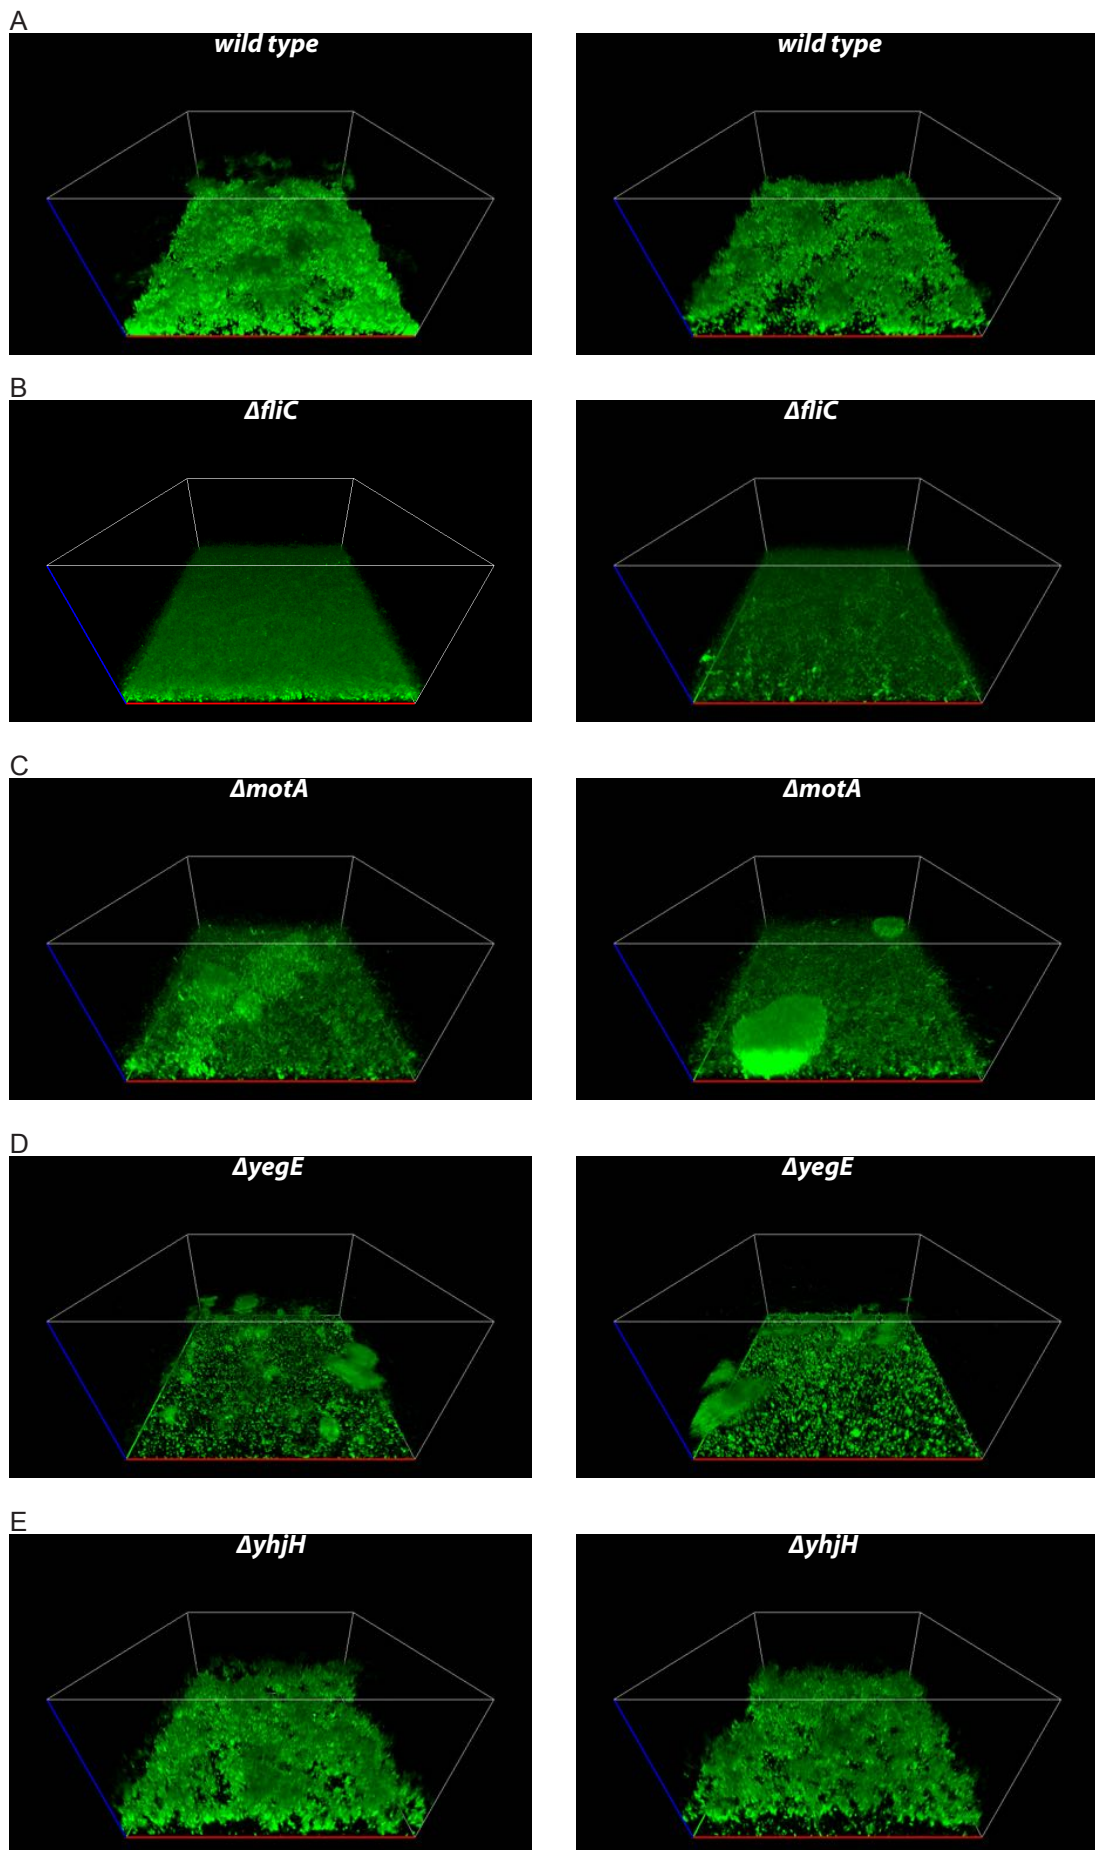 A
wild type wild type
B
ΔfliC ΔfliC
C
ΔmotA ΔmotA
D
ΔyegE ΔyegE
E
ΔyhjH ΔyhjH